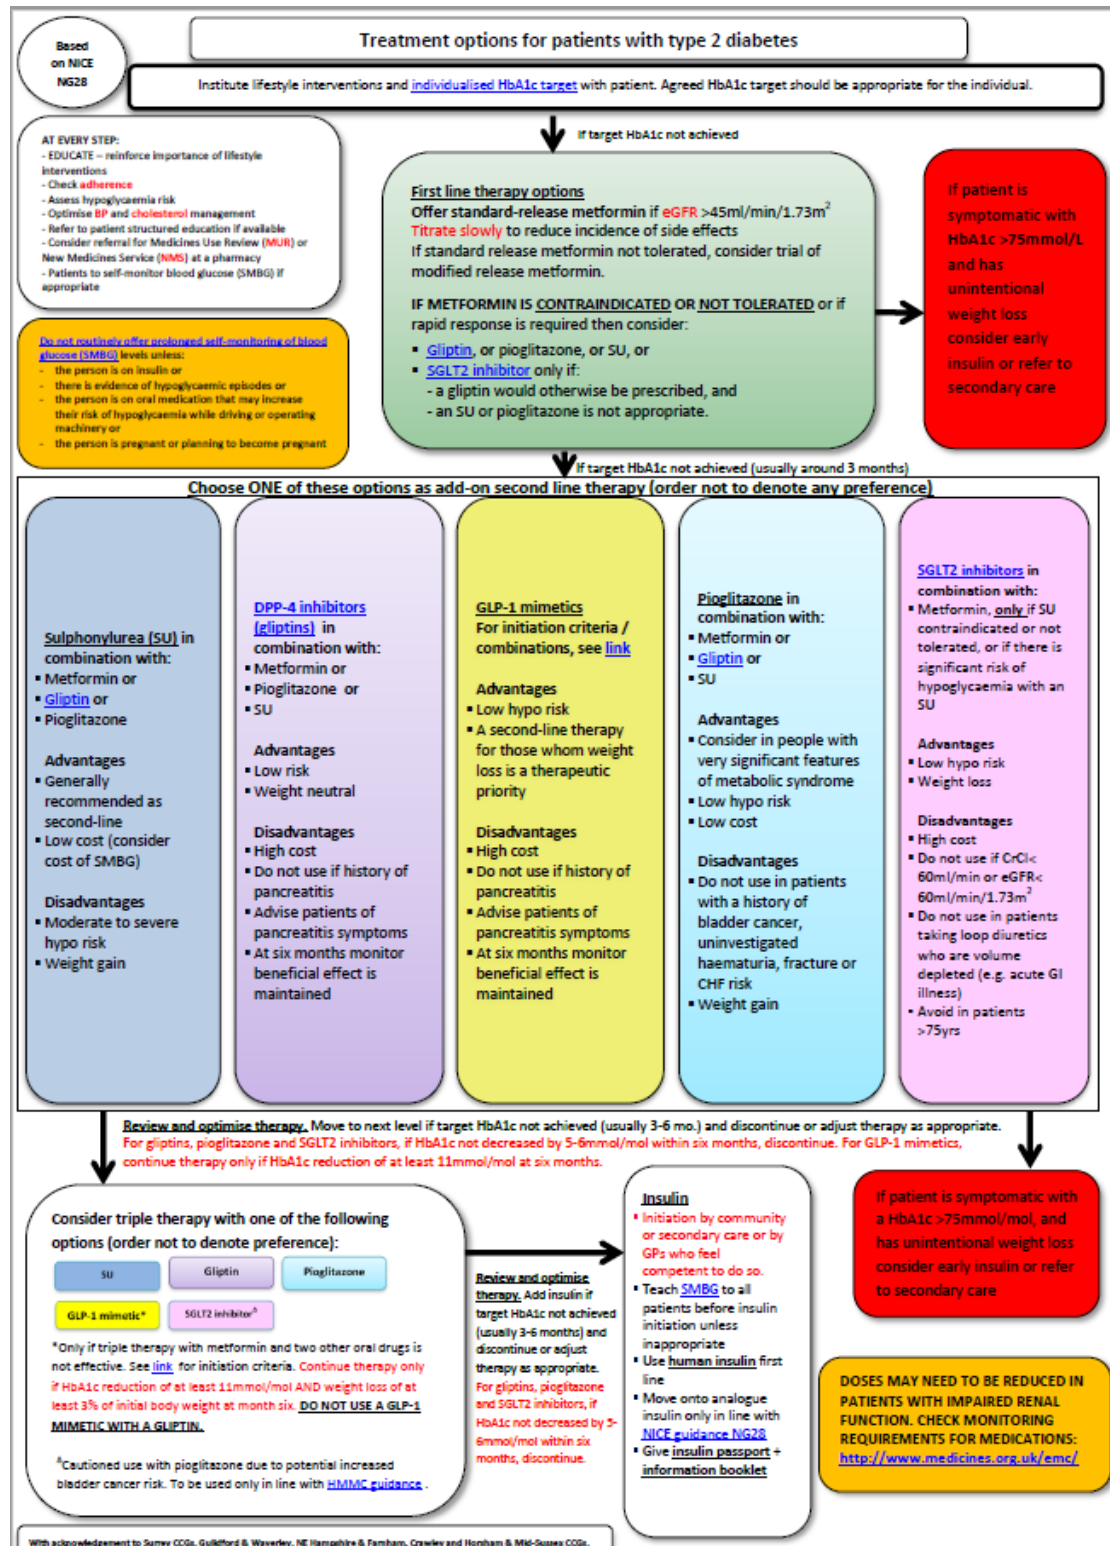 Based
on NICE
NG28
Treatment options for patients with type 2 diabetes
Institute lifestyle interventions and individualised HbA1c target with patient. Agreed HbA1c target should be appropriate for the individual.
AT EVERY STEP:
- EDUCATE – reinforce importance of lifestyle
interventions
- Check adherence
- Assess hypoglycaemia risk
- Optimise BP and cholesterol management
- Refer to patient structured education if available
- Consider referral for Medicines Use Review (MUR) or
New Medicines Service (NMS) at a pharmacy
- Patients to self-monitor blood glucose (SMBG) if
appropriate
Do not routinely offer prolonged self-monitoring of blood
glucose (SMBG) levels unless:
- the person is on insulin or
- there is evidence of hypoglycaemic episodes or
- the person is on oral medication that may increase
their risk of hypoglycaemia while driving or operating
machinery or
- the person is pregnant or planning to become pregnant
If target HbA1c not achieved
First line therapy options
Offer standard-release metformin if eGFR >45ml/min/1.73m²
Titrate slowly to reduce incidence of side effects
If standard release metformin not tolerated, consider trial of
modified release metformin.
IF METFORMIN IS CONTRAINDICATED OR NOT TOLERATED or if
rapid response is required then consider:
▪ Gliptin, or pioglitazone, or SU, or
▪ SGLT2 inhibitor only if:
- a gliptin would otherwise be prescribed, and
- an SU or pioglitazone is not appropriate.
If patient is
symptomatic with
HbA1c >75mmol/L
and has
unintentional
weight loss
consider early
insulin or refer to
secondary care
If target HbA1c not achieved (usually around 3 months)
Choose ONE of these options as add-on second line therapy (order not to denote any preference)
Sulphonylurea (SU) in
combination with:
▪ Metformin or
▪ Gliptin or
▪ Pioglitazone
Advantages
▪ Generally
recommended as
second-line
▪ Low cost (consider
cost of SMBG)
Disadvantages
▪ Moderate to severe
hypo risk
▪ Weight gain
DPP-4 inhibitors
(gliptins) in
combination with:
▪ Metformin or
▪ Pioglitazone or
▪ SU
Advantages
▪ Low risk
▪ Weight neutral
Disadvantages
▪ High cost
▪ Do not use if history of
pancreatitis
▪ Advise patients of
pancreatitis symptoms
▪ At six months monitor
beneficial effect is
maintained
GLP-1 mimetics
For initiation criteria /
combinations, see link
Advantages
▪ Low hypo risk
▪ A second-line therapy
for those whom weight
loss is a therapeutic
priority
Disadvantages
▪ High cost
▪ Do not use if history of
pancreatitis
▪ Advise patients of
pancreatitis symptoms
▪ At six months monitor
beneficial effect is
maintained
Pioglitazone in
combination with:
▪ Metformin or
▪ Gliptin or
▪ SU
Advantages
▪ Consider in people with
very significant features
of metabolic syndrome
▪ Low hypo risk
▪ Low cost
Disadvantages
▪ Do not use in patients
with a history of
bladder cancer,
uninvestigated
haematuria, fracture or
CHF risk
▪ Weight gain
SGLT2 inhibitors in
combination with:
▪ Metformin, only if SU
contraindicated or not
tolerated, or if there is
significant risk of
hypoglycaemia with an
SU
Advantages
▪ Low hypo risk
▪ Weight loss
Disadvantages
▪ High cost
▪ Do not use if CrCl<
60ml/min or eGFR<
60ml/min/1.73m²
▪ Do not use in patients
taking loop diuretics
who are volume
depleted (e.g. acute GI
illness)
▪ Avoid in patients
>75yrs
Review and optimise therapy. Move to next level if target HbA1c not achieved (usually 3-6 mo.) and discontinue or adjust therapy as appropriate.
For gliptins, pioglitazone and SGLT2 inhibitors, if HbA1c not decreased by 5-6mmol/mol within six months, discontinue. For GLP-1 mimetics,
continue therapy only if HbA1c reduction of at least 11mmol/mol at six months.
Consider triple therapy with one of the following
options (order not to denote preference):
SU
Gliptin
Pioglitazone
GLP-1 mimetic*
SGLT2 inhibitorᵟ
*Only if triple therapy with metformin and two other oral drugs
is not effective. See link for initiation criteria. Continue therapy only
if HbA1c reduction of at least 11mmol/mol AND weight loss of at
least 3% of initial body weight at month six. DO NOT USE A GLP-1
MIMETIC WITH A GLIPTIN.
ᵟCautioned use with pioglitazone due to potential increased
bladder cancer risk. To be used only in line with HMMC guidance .
Review and optimise
therapy. Add insulin if
target HbA1c not achieved
(usually 3-6 months) and
discontinue or adjust
therapy as appropriate.
For gliptins, pioglitazone
and SGLT2 inhibitors, if
HbA1c not decreased by 5-
6mmol/mol within six
months, discontinue.
Insulin
▪ Initiation by community
or secondary care or by
GPs who feel
competent to do so.
▪ Teach SMBG to all
patients before insulin
initiation unless
inappropriate
▪ Use human insulin first
line
▪ Move onto analogue
insulin only in line with
NICE guidance NG28
▪ Give insulin passport +
information booklet
If patient is symptomatic with
a HbA1c >75mmol/mol, and
has unintentional weight loss
consider early insulin or refer
to secondary care
DOSES MAY NEED TO BE REDUCED IN
PATIENTS WITH IMPAIRED RENAL
FUNCTION. CHECK MONITORING
REQUIREMENTS FOR MEDICATIONS:
http://www.medicines.org.uk/emc/
With acknowledgement to Surrey CCGs, Guildford & Waverley, NE Hampshire & Farnham, Crawley and Horsham & Mid-Sussex CCGs.